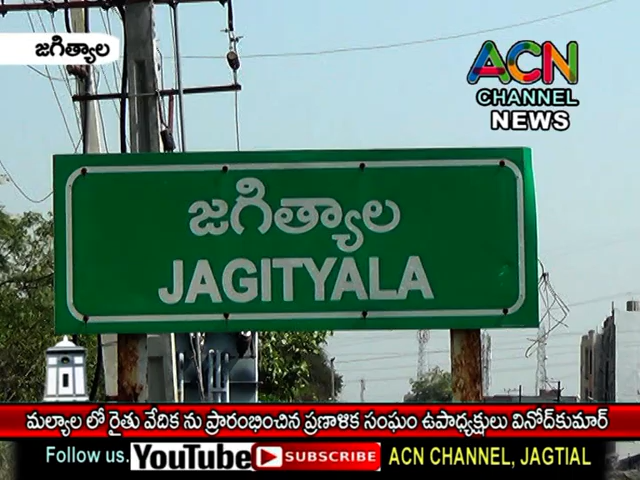 జగిత్యాల
ACN
CHANNEL
NEWS
జగిత్యాల
JAGITYALA
మల్యాల లో రైతు వేదిక ను ప్రారంభించిన ప్రణాళిక సంఘం ఉపాధ్యక్షులు వినోద్‌కుమార్
Follow us. YouTube SUBSCRIBE ACN CHANNEL, JAGTIAL